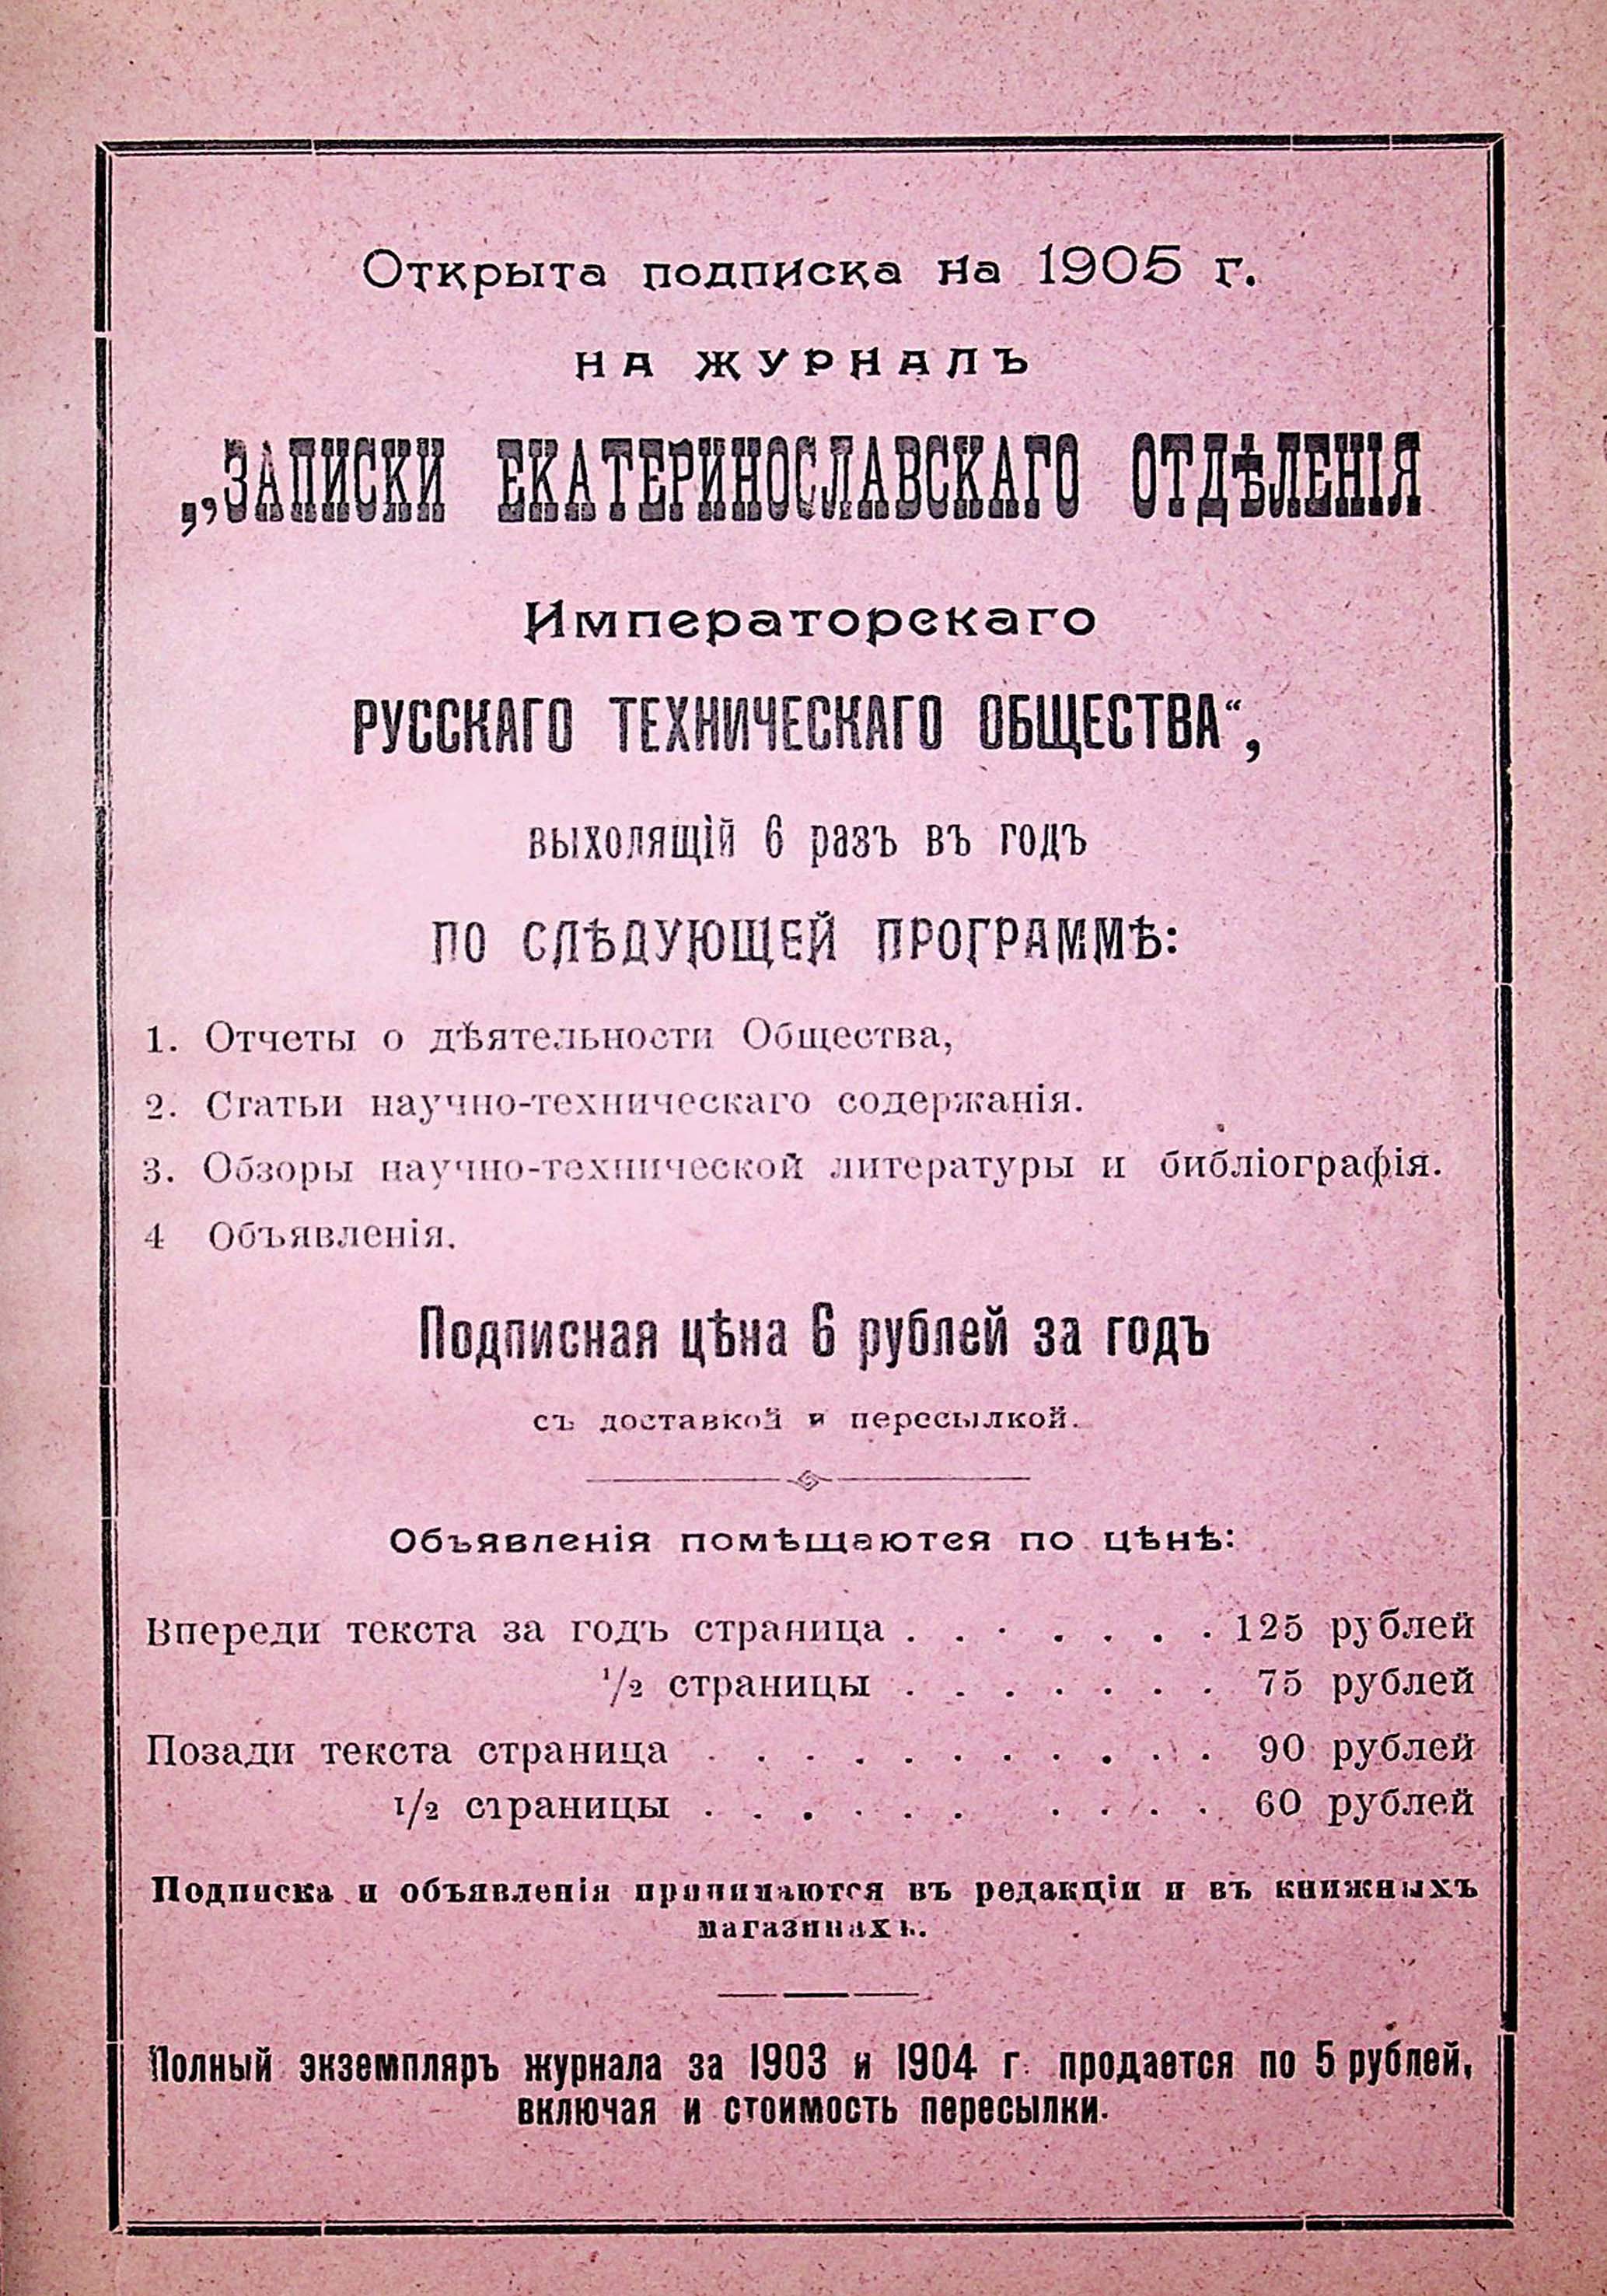 Открыта подписка на 1905 г.
НА ЖУРНАЛЪ
„ЗАПИСКИ ЕКАТЕРИНОСЛАВСКАГО ОТДѢЛЕНІЯ
Императорскаго
РУССКАГО ТЕХНИЧЕСКАГО ОБЩЕСТВА“,
выхолящій 6 разъ въ годъ
ПО СЛѢДУЮЩЕЙ ПРОГРАММѢ:
1. Отчеты о дѣятельности Общества,
2. Статьи научно-техническаго содержанія.
3. Обзоры научно-технической литературы и библіографія.
4 Объявленія.
Подписная цѣна 6 рублей за годъ
съ доставкой и пересылкой.
Объявленія помѣщаются по цѣнѣ:
Впереди текста за годъ страница . . . . . . . 125 рублей
1/2 страницы . . . . . . . 75 рублей
Позади текста страница . . . . . . . . . . . 90 рублей
1/2 страницы . . . . . . . . . . 60 рублей
Подписка и объявленія принимаются въ редакціи и въ книжныхъ
магазинахъ.
Полный экземпляръ журнала за 1903 и 1904 г. продается по 5 рублей,
включая и стоимость пересылки.